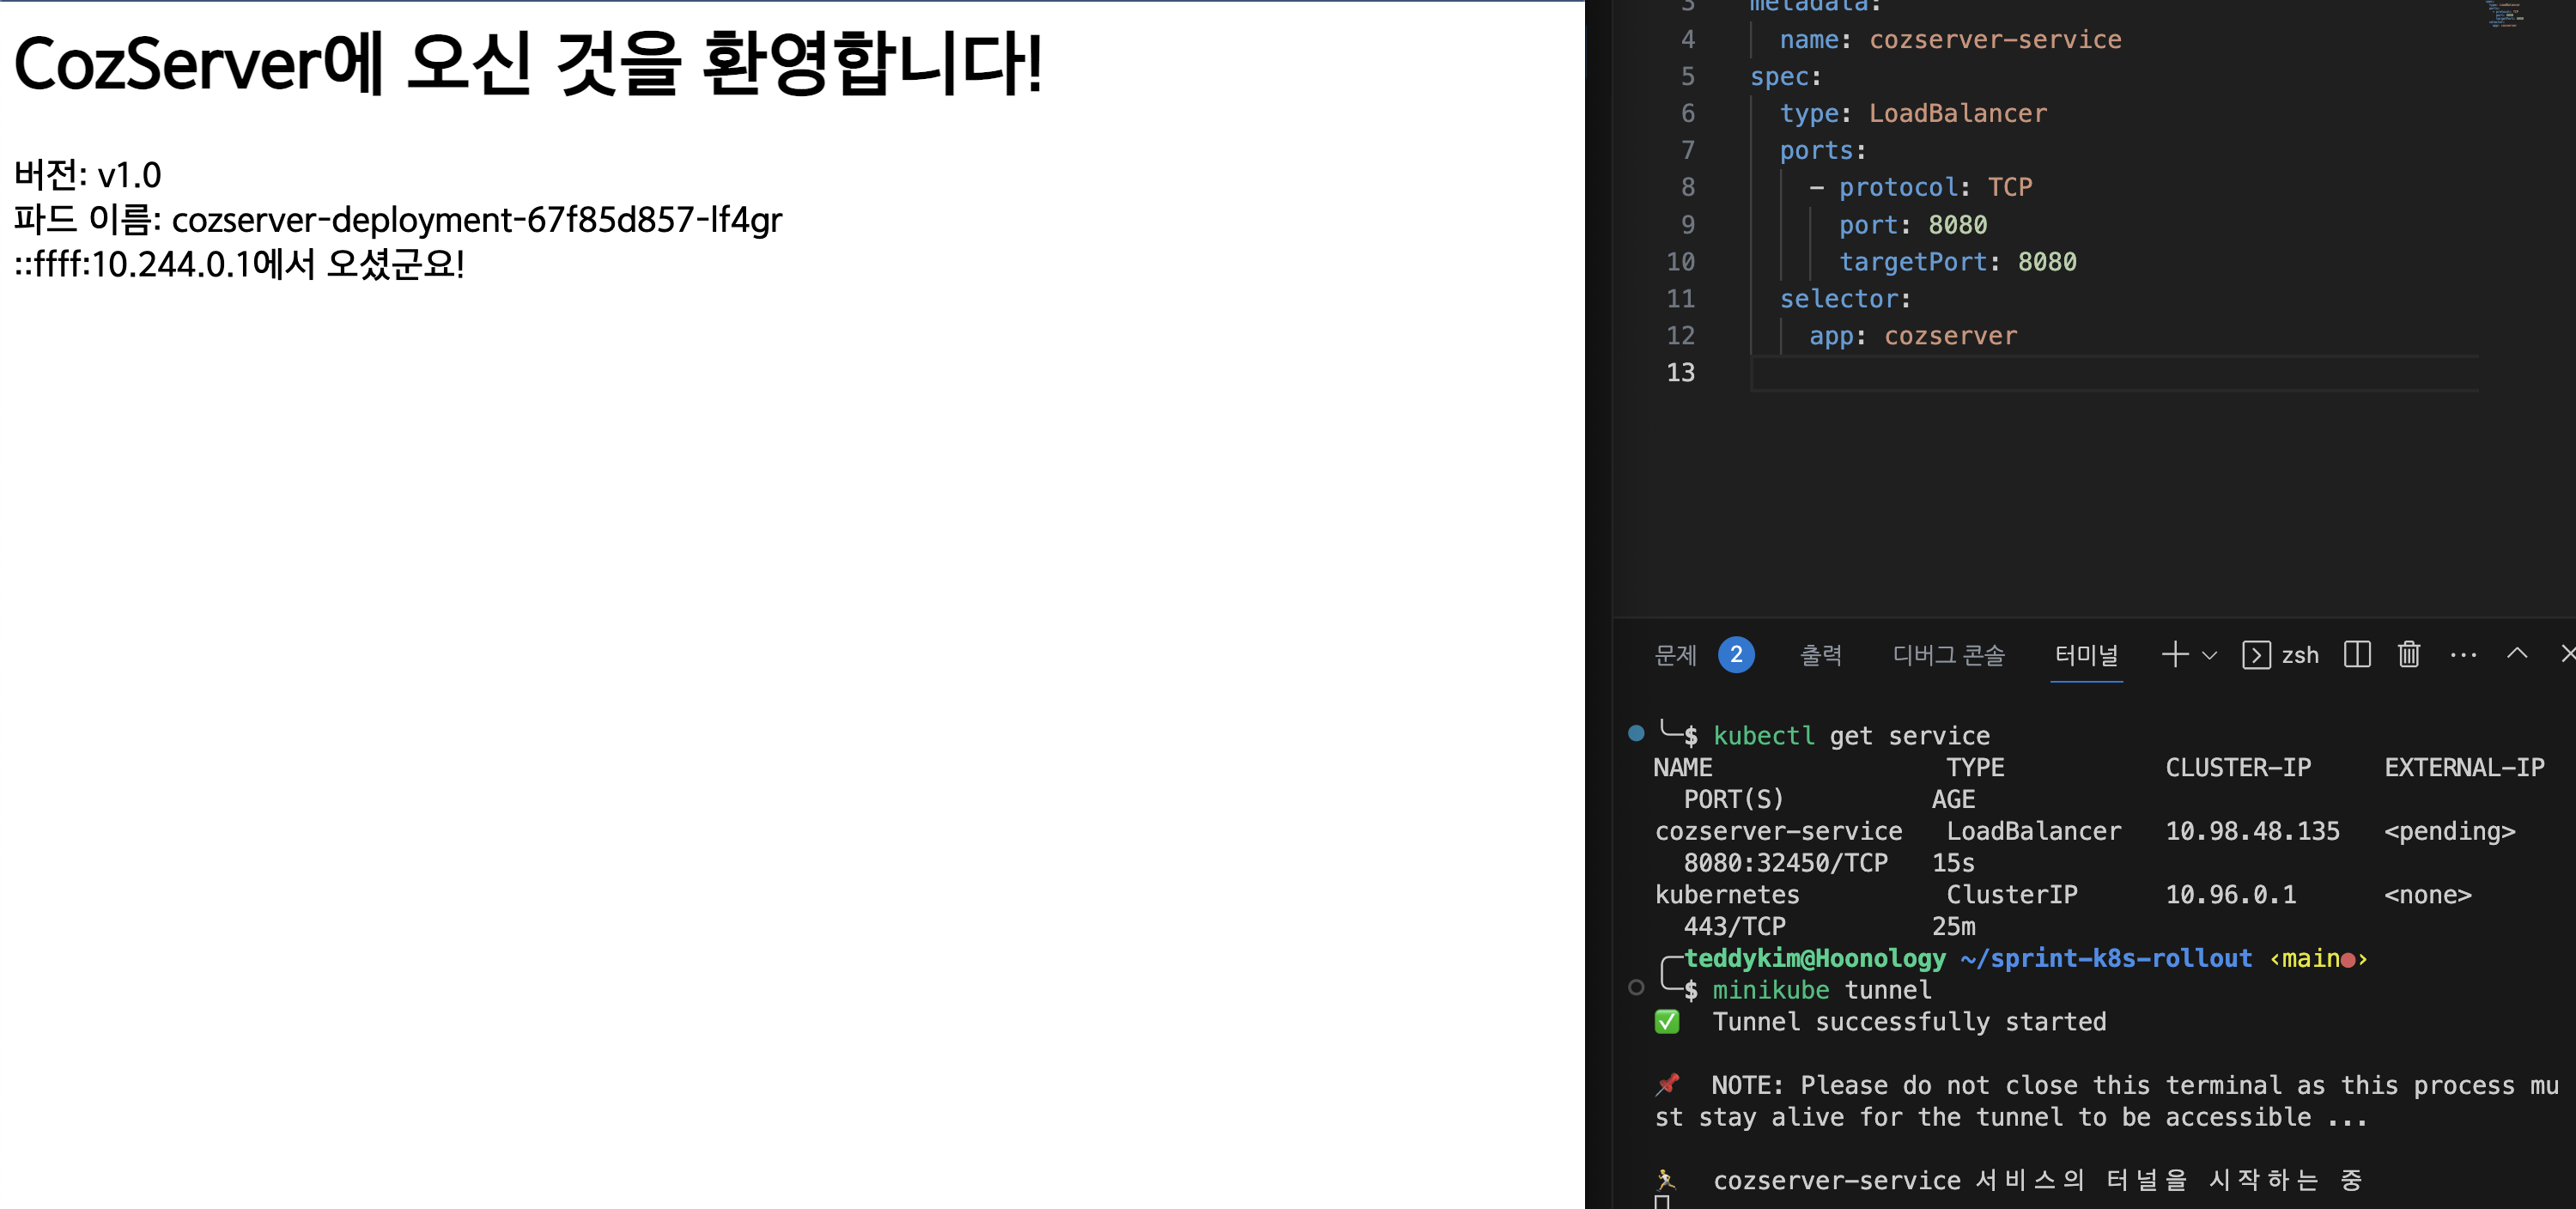 CozServer에 오신 것을 환영합니다!
버전: v1.0
파드 이름: cozserver-deployment-67f85d857-lf4gr
::ffff:10.244.0.1에서 오셨군요!
3 metadata:
4 name: cozserver-service
5 spec:
6 type: LoadBalancer
7 ports:
8 - protocol: TCP
9 port: 8080
10 targetPort: 8080
11 selector:
12 app: cozserver
13
문제 2 출력 디버그 콘솔 터미널 zsh
$ kubectl get service
NAME TYPE CLUSTER-IP EXTERNAL-IP
PORT(S) AGE
cozserver-service LoadBalancer 10.98.48.135 <pending>
8080:32450/TCP 15s
kubernetes ClusterIP 10.96.0.1 <none>
443/TCP 25m
teddykim@Hoonology ~/sprint-k8s-rollout ‹main●›
$ minikube tunnel
✅ Tunnel successfully started
📌 NOTE: Please do not close this terminal as this process mu
st stay alive for the tunnel to be accessible ...
🏃 cozserver-service 서비스의 터널을 시작하는 중